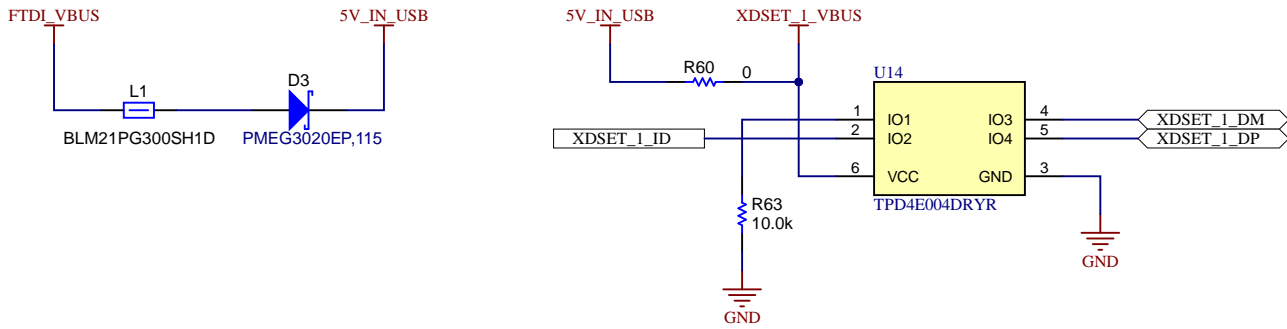 FTDI_VBUS
5V_IN_USB
L1
D3
BLM21PG300SH1D
PMEG3020EP,115
5V_IN_USB
XDSET_1_VBUS
R60
0
U14
1
IO1
IO3
4
XDSET_1_DM
XDSET_1_ID
2
IO2
IO4
5
XDSET_1_DP
6
VCC
GND
3
TPD4E004DRYR
R63
10.0k
GND
GND